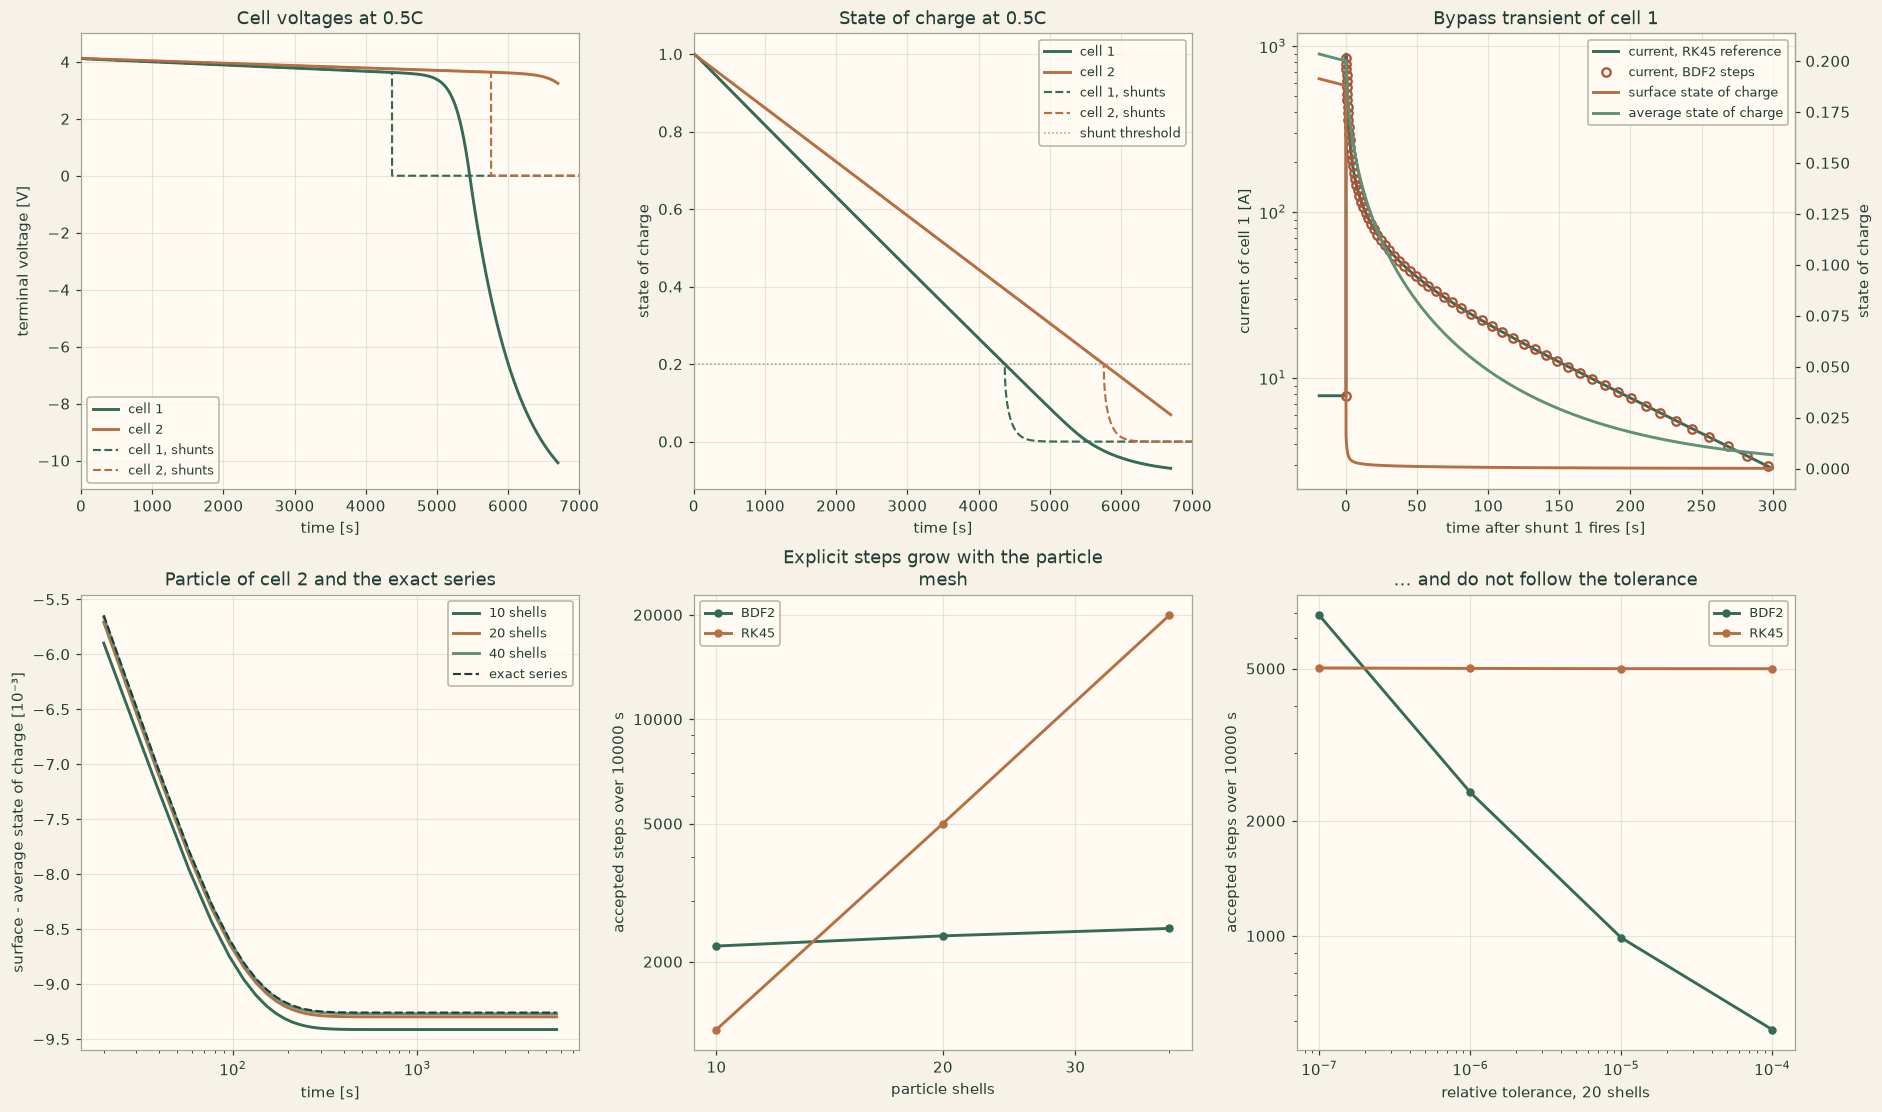 Cell voltages at 0.5C
terminal voltage [V]
4
2
0
−2
−4
−6
−8
−10
cell 1
cell 2
cell 1, shunts
cell 2, shunts
0 1000 2000 3000 4000 5000 6000 7000
time [s]
State of charge at 0.5C
state of charge
1.0
0.8
0.6
0.4
0.2
0.0
cell 1
cell 2
cell 1, shunts
cell 2, shunts
shunt threshold
0 1000 2000 3000 4000 5000 6000 7000
time [s]
Bypass transient of cell 1
current of cell 1 [A]
10³
10²
10¹
current, RK45 reference
current, BDF2 steps
surface state of charge
average state of charge
0.200
0.175
0.150
0.125
0.100
0.075
0.050
0.025
0.000
state of charge
0 50 100 150 200 250 300
time after shunt 1 fires [s]
Particle of cell 2 and the exact series
surface - average state of charge [10⁻³]
−5.5
−6.0
−6.5
−7.0
−7.5
−8.0
−8.5
−9.0
−9.5
10 shells
20 shells
40 shells
exact series
10² 10³
time [s]
Explicit steps grow with the particle
mesh
accepted steps over 10000 s
20000
10000
5000
2000
BDF2
RK45
10 20 30
particle shells
... and do not follow the tolerance
accepted steps over 10000 s
5000
2000
1000
BDF2
RK45
10⁻⁷ 10⁻⁶ 10⁻⁵ 10⁻⁴
relative tolerance, 20 shells